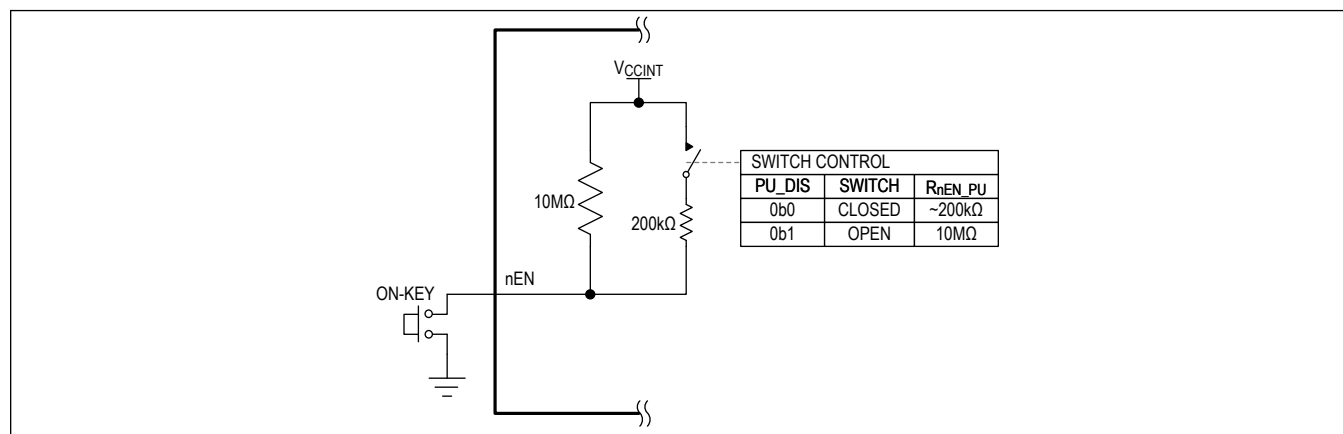 VCCINT
SWITCH CONTROL
PU_DIS SWITCH RnEN_PU
0b0 CLOSED ~200kΩ
0b1 OPEN 10MΩ
10MΩ
200kΩ
nEN
ON-KEY